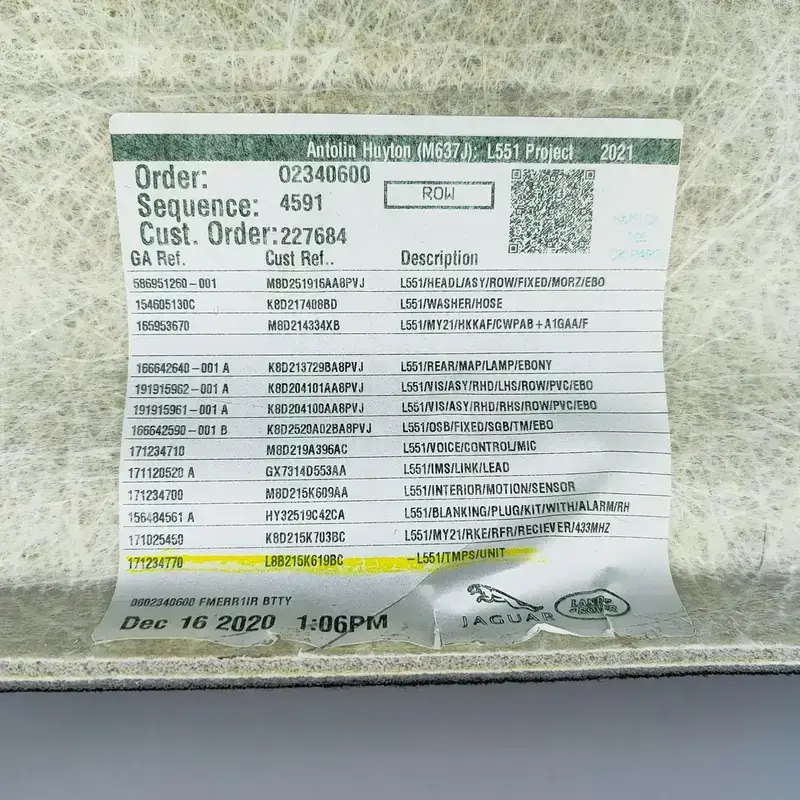 Antolin Huyton (M637J): L551 Project 2021
Order: 02340600
ROW
Sequence: 4591
Cust. Order: 227684
GA Ref. Cust Ref.. Description
586951260-001 M8D251916AA8PVJ L551/HEADL/ASY/ROW/FIXED/MORZ/EBO
154605130C K8D217408BD L551/WASHER/HOSE
165953670 M8D214334XB L551/MY21/HKKAF/CWPAB+A1GAA/F
166642640-001 A K8D213729BA8PVJ L551/REAR/MAP/LAMP/EBONY
191915962-001 A K8D204101AA8PVJ L551/VIS/ASY/RHD/LHS/ROW/PVC/EBO
191915961-001 A K8D204100AA8PVJ L551/VIS/ASY/RHD/RHS/ROW/PVC/EBO
166642590-001 B K8D2520A02BA8PVJ L551/OSB/FIXED/SGB/TM/EBO
171234710 M8D219A396AC L551/VOICE/CONTROL/MIC
171120520 A GX7314D553AA L551/IMS/LINK/LEAD
171234700 M8D215K609AA L551/INTERIOR/MOTION/SENSOR
156484561 A HY32519C42CA L551/BLANKING/PLUG/KIT/WITH/ALARM/RH
171025450 K8D215K703BC L551/MY21/RKE/RFR/RECIEVER/433MHZ
171234770 L8B215K619BC -L551/TMPS/UNIT
0002340600 FMERR1IR BTTY
Dec 16 2020 1:06PM
JAGUAR
LAND-ROVER